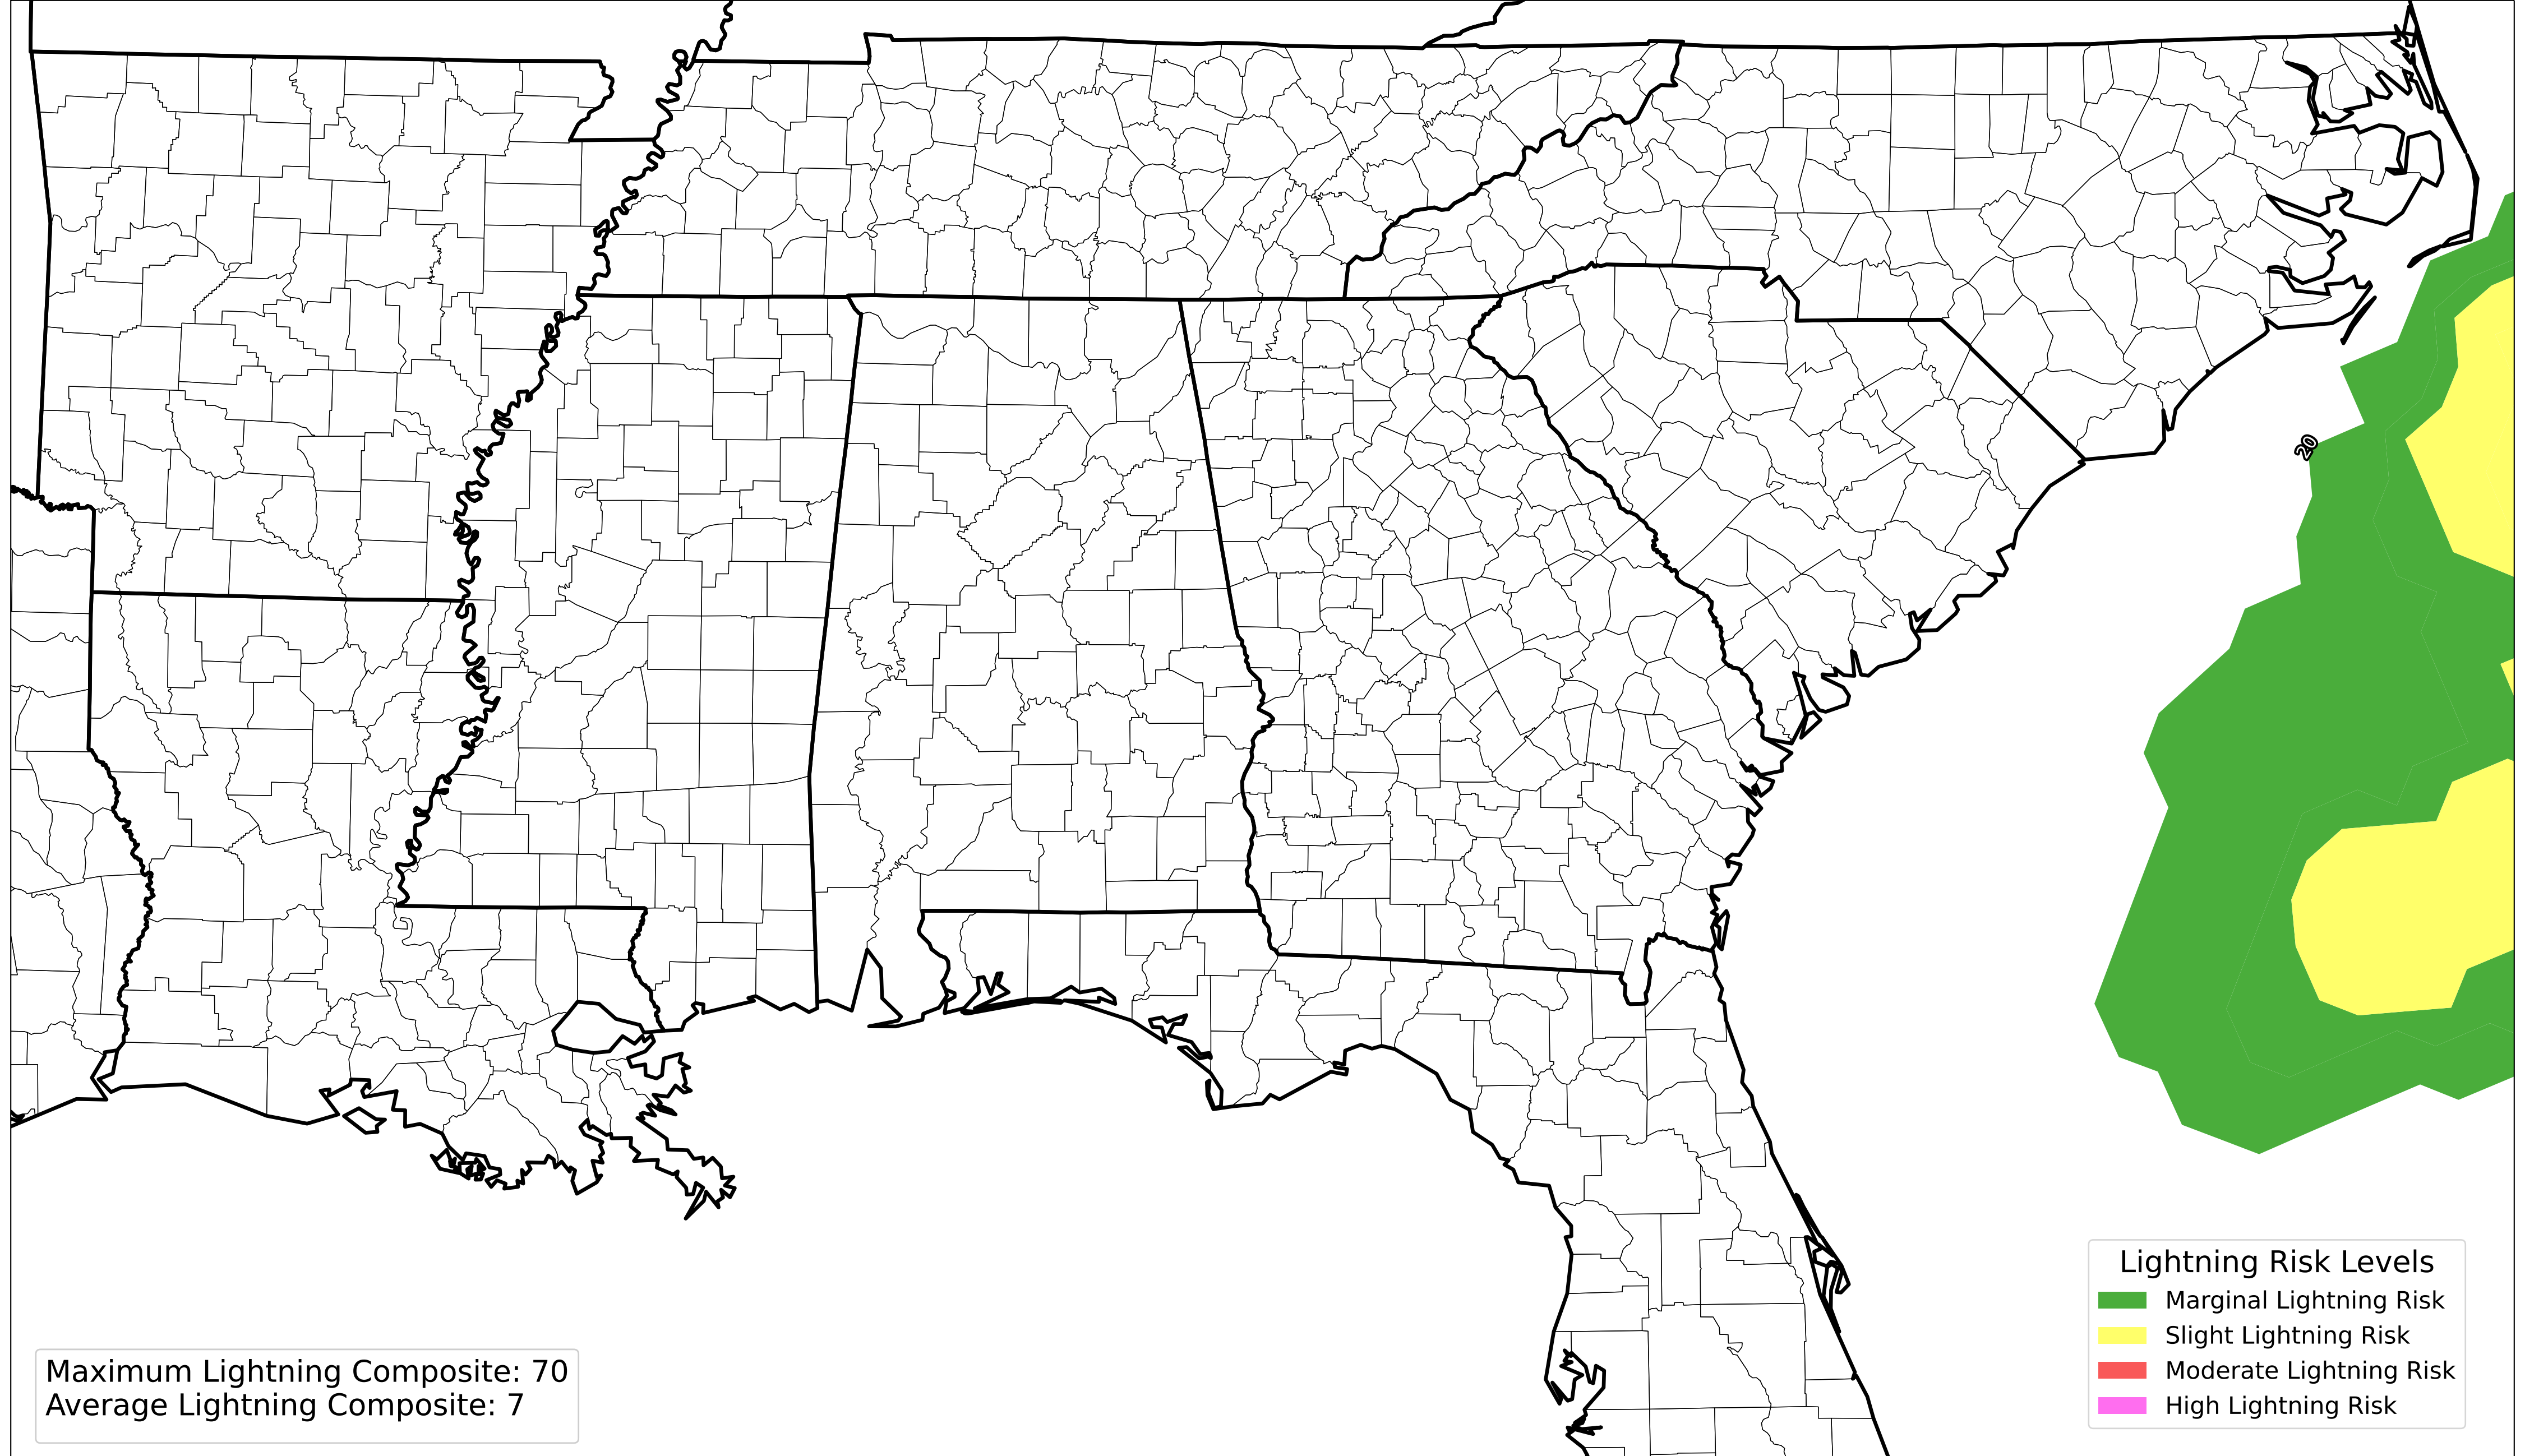 20
Lightning Risk Levels
Marginal Lightning Risk
Slight Lightning Risk
Moderate Lightning Risk
High Lightning Risk
Maximum Lightning Composite: 70
Average Lightning Composite: 7